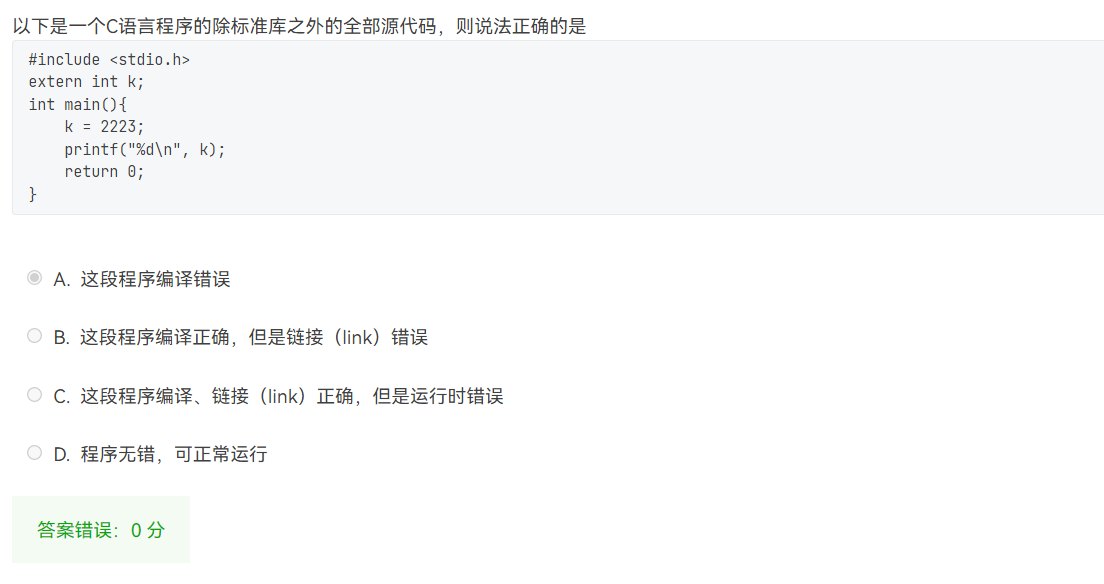 以下是一个C语言程序的除标准库之外的全部源代码，则说法正确的是
#include <stdio.h>
extern int k;
int main(){
    k = 2223;
    printf("%d\n", k);
    return 0;
}
A. 这段程序编译错误
B. 这段程序编译正确，但是链接（link）错误
C. 这段程序编译、链接（link）正确，但是运行时错误
D. 程序无错，可正常运行
答案错误：0 分